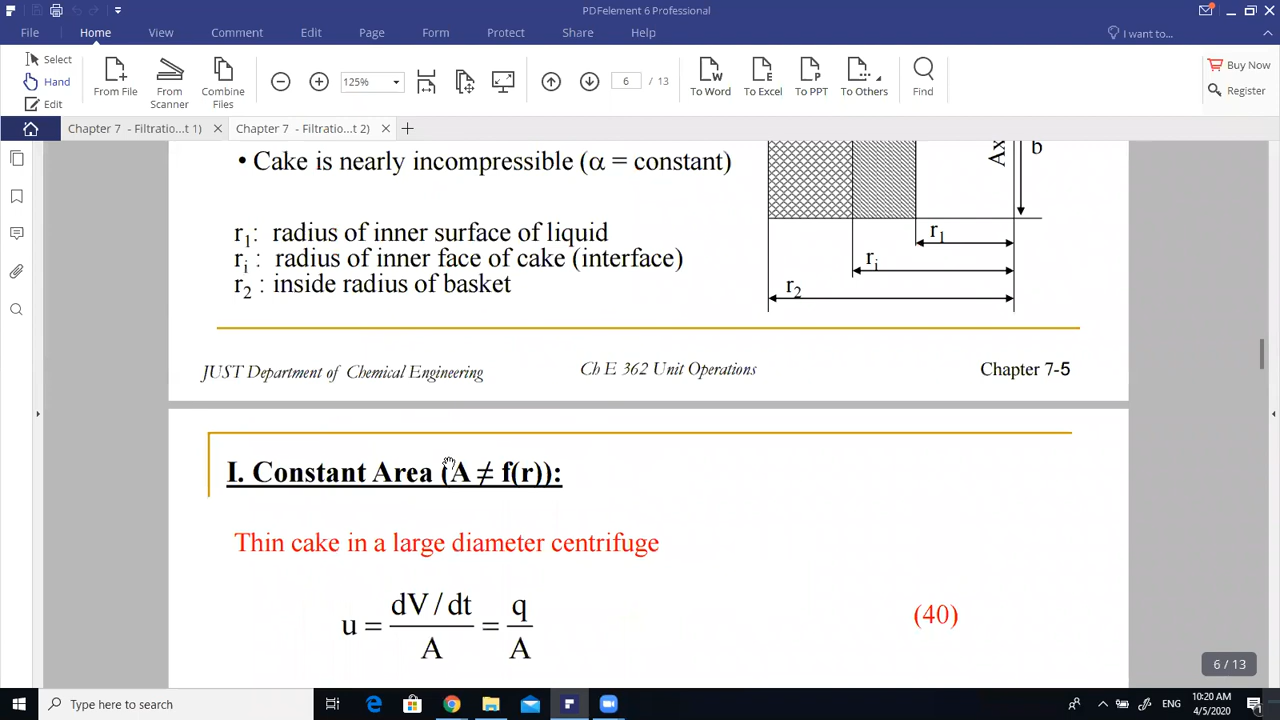 PDFelement 6 Professional
File Home View Comment Edit Page Form Protect Share Help I want to...
Select
Hand
Edit
From File
From Scanner
Combine Files
125%
6 / 13
To Word
To Excel
To PPT
To Others
Find
Buy Now
Register
Chapter 7 - Filtratio...t 1) Chapter 7 - Filtratio...t 2)
• Cake is nearly incompressible (α = constant)
Ax
b
r1: radius of inner surface of liquid
ri : radius of inner face of cake (interface)
r2 : inside radius of basket
r1
ri
r2
JUST Department of Chemical Engineering Ch E 362 Unit Operations Chapter 7-5
I. Constant Area (A ≠ f(r)):
Thin cake in a large diameter centrifuge
u = dV / dt / A = q / A (40)
6 / 13
Type here to search
ENG
10:20 AM
4/5/2020